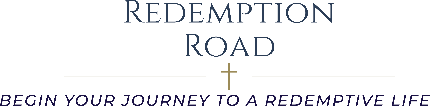 REDEMPTION
ROAD
BEGIN YOUR JOURNEY TO A REDEMPTIVE LIFE